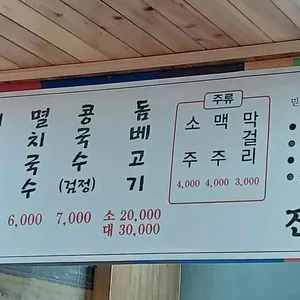 멸치국수
6,000
콩국수
(검정)
7,000
돔베고기
소 20,000
대 30,000
주류
소주
4,000
맥주
4,000
막걸리
3,000